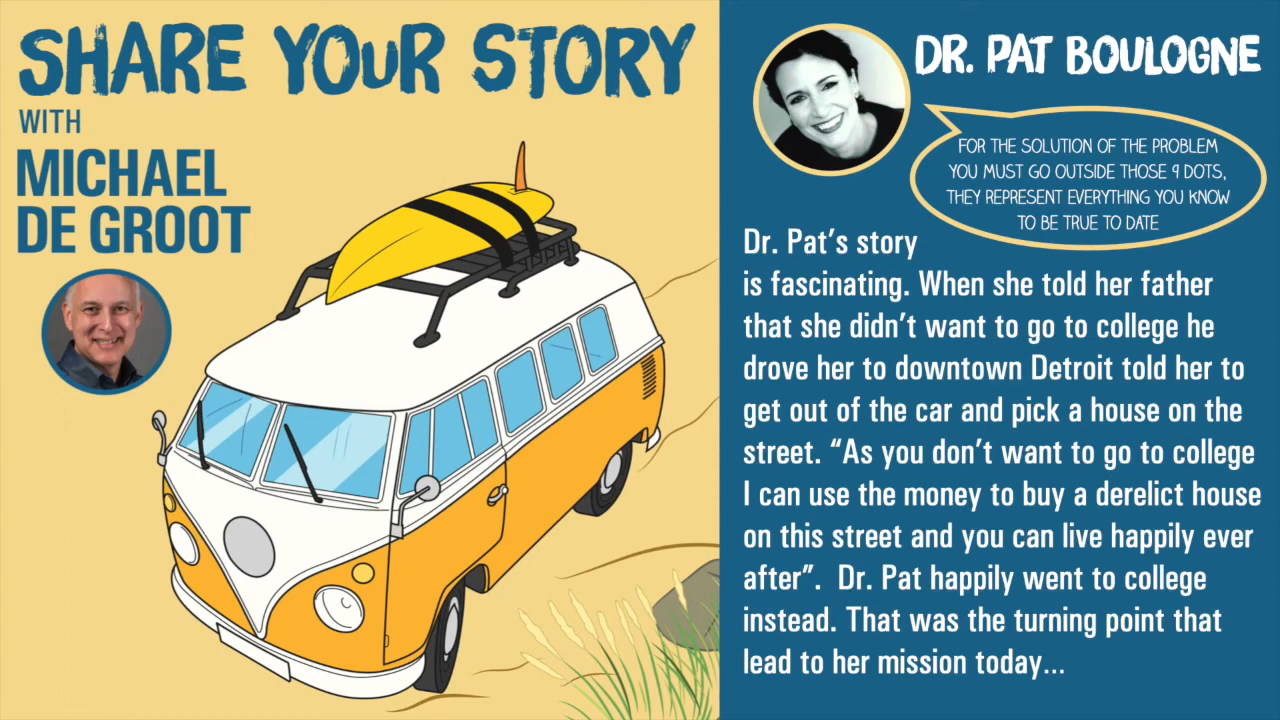 SHARE YOUR STORY
WITH
MICHAEL
DE GROOT
DR. PAT BOULOGNE
FOR THE SOLUTION OF THE PROBLEM
YOU MUST GO OUTSIDE THOSE 9 DOTS,
THEY REPRESENT EVERYTHING YOU KNOW
TO BE TRUE TO DATE
Dr. Pat’s story
is fascinating. When she told her father
that she didn’t want to go to college he
drove her to downtown Detroit told her to
get out of the car and pick a house on the
street. “As you don’t want to go to college
I can use the money to buy a derelict house
on this street and you can live happily ever
after”. Dr. Pat happily went to college
instead. That was the turning point that
lead to her mission today...